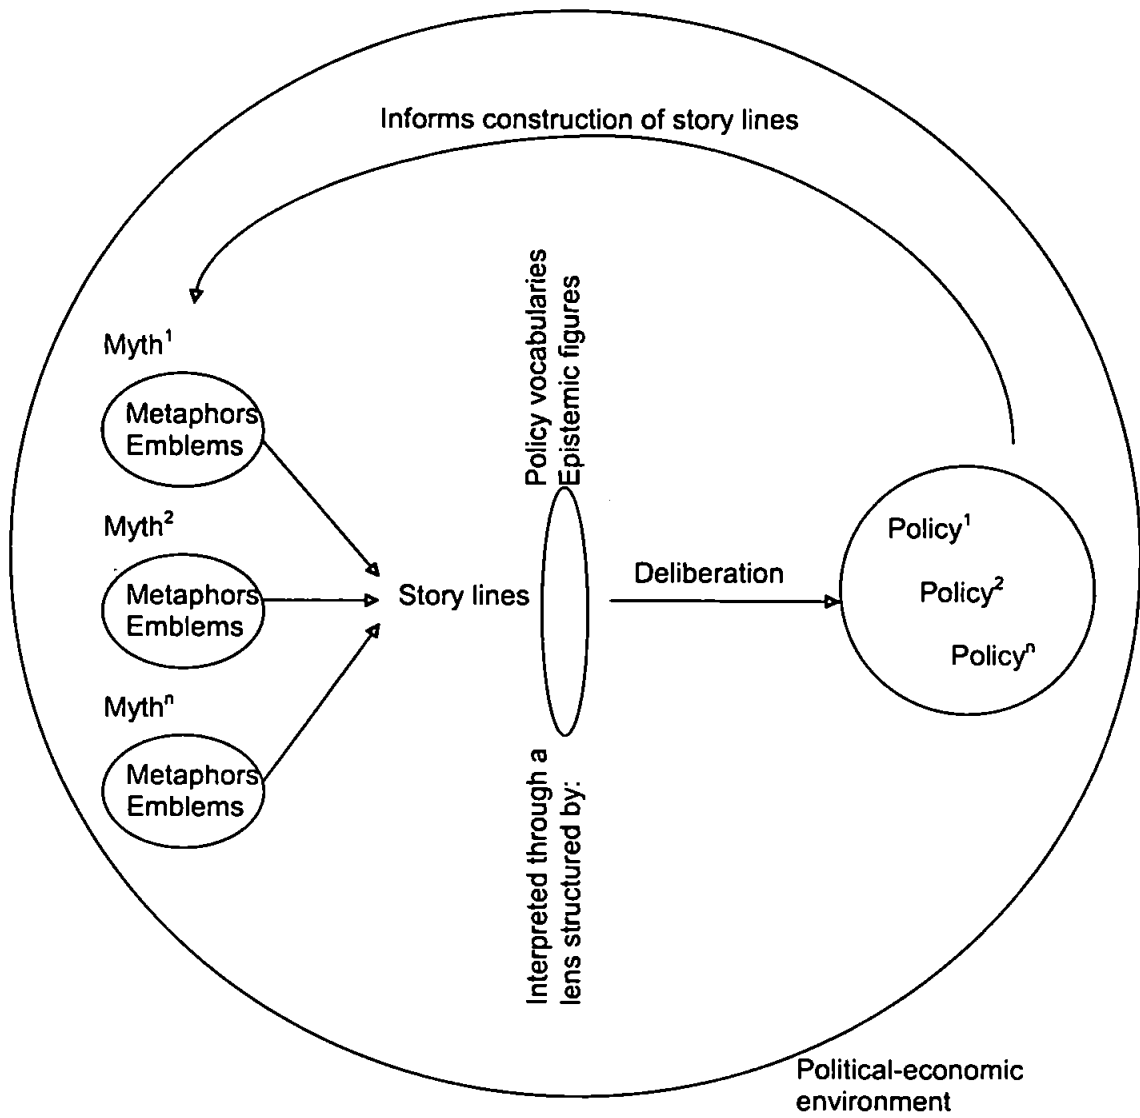 Informs construction of story lines
Policy vocabularies
Epistemic figures
Myth¹
Metaphors
Emblems
Myth²
Metaphors
Emblems
Story lines
Deliberation
Policy¹
Policy²
Policyⁿ
Mythⁿ
Metaphors
Emblems
Interpreted through a
lens structured by:
Political-economic
environment